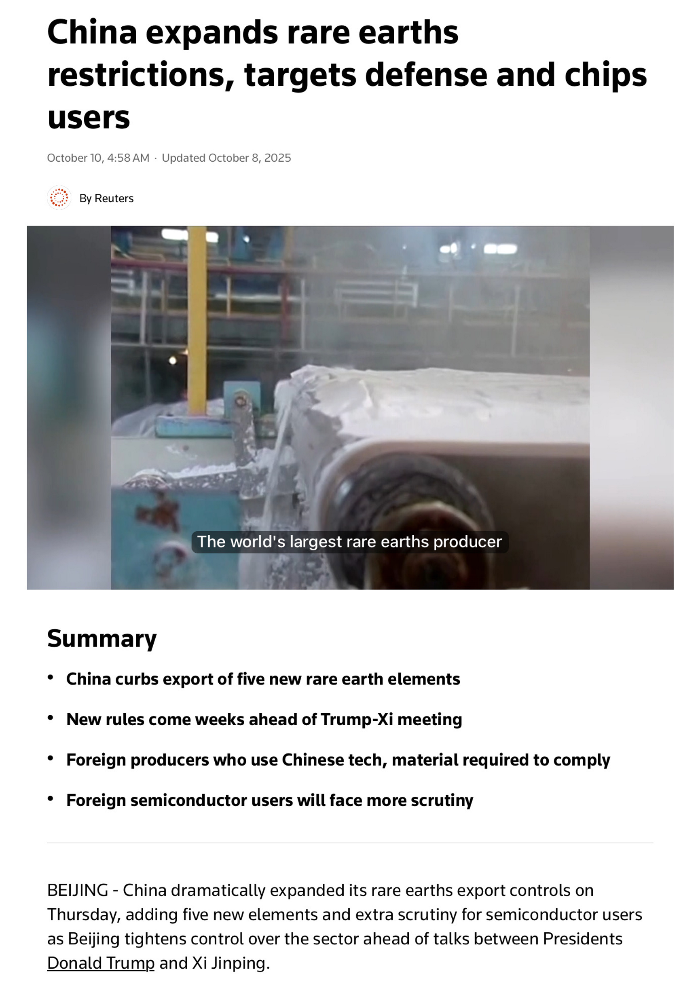 China expands rare earths
restrictions, targets defense and chips
users
October 10, 4:58 AM · Updated October 8, 2025
By Reuters
The world's largest rare earths producer
Summary
• China curbs export of five new rare earth elements
• New rules come weeks ahead of Trump-Xi meeting
• Foreign producers who use Chinese tech, material required to comply
• Foreign semiconductor users will face more scrutiny
BEIJING - China dramatically expanded its rare earths export controls on
Thursday, adding five new elements and extra scrutiny for semiconductor users
as Beijing tightens control over the sector ahead of talks between Presidents
Donald Trump and Xi Jinping.